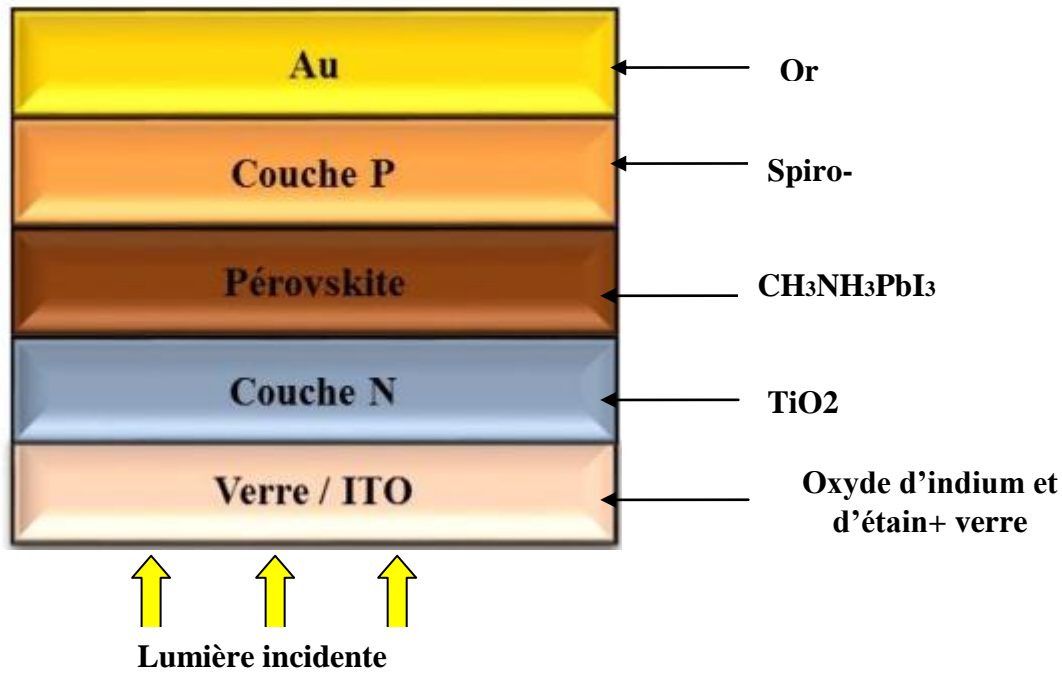 Au
Or
Couche P
Spiro-
Pérovskite
CH3NH3PbI3
Couche N
TiO2
Verre / ITO
Oxyde d’indium et
d’étain+ verre
Lumière incidente